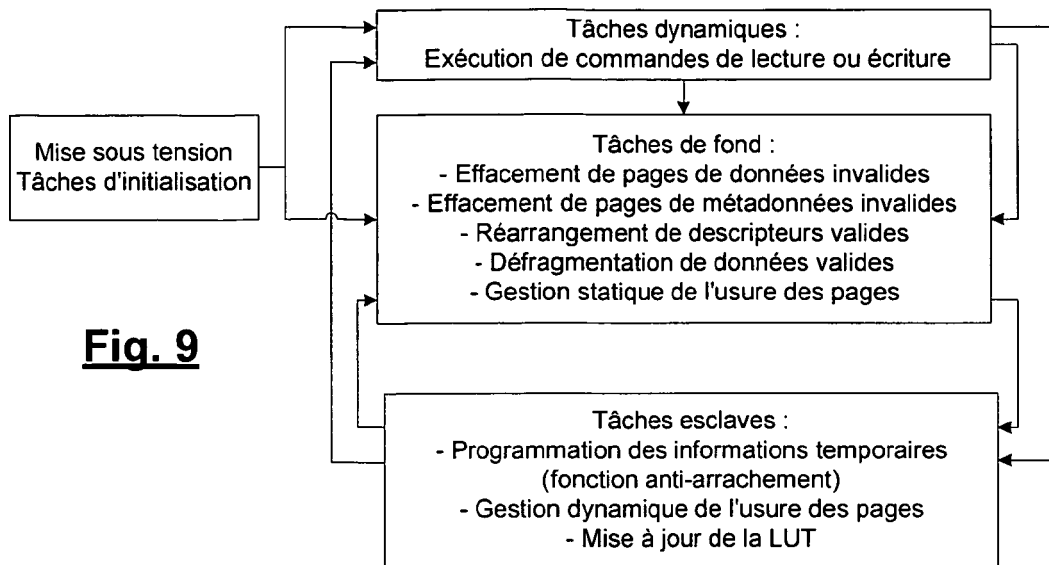 Tâches dynamiques :
Exécution de commandes de lecture ou écriture
Mise sous tension
Tâches d'initialisation
Tâches de fond :
- Effacement de pages de données invalides
- Effacement de pages de métadonnées invalides
- Réarrangement de descripteurs valides
- Défragmentation de données valides
- Gestion statique de l'usure des pages
Fig. 9
Tâches esclaves :
- Programmation des informations temporaires
(fonction anti-arrachement)
- Gestion dynamique de l'usure des pages
- Mise à jour de la LUT